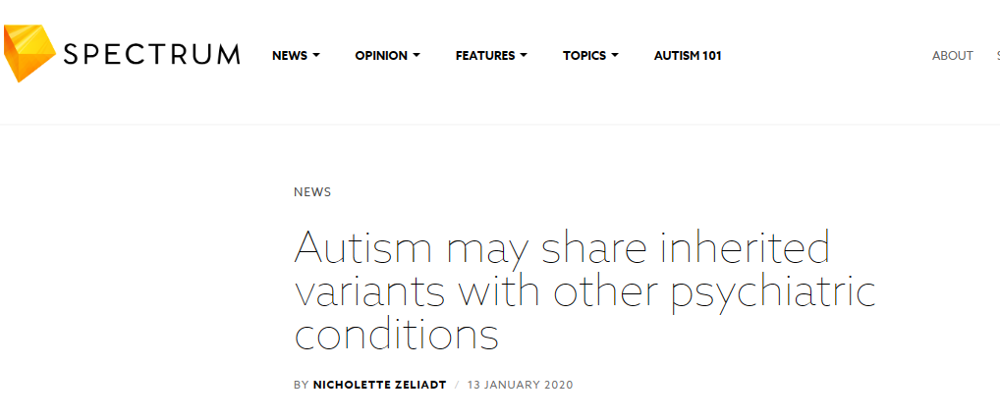 SPECTRUM NEWS OPINION FEATURES TOPICS AUTISM 101 ABOUT
NEWS
Autism may share inherited
variants with other psychiatric
conditions
BY NICHOLETTE ZELIADT / 13 JANUARY 2020